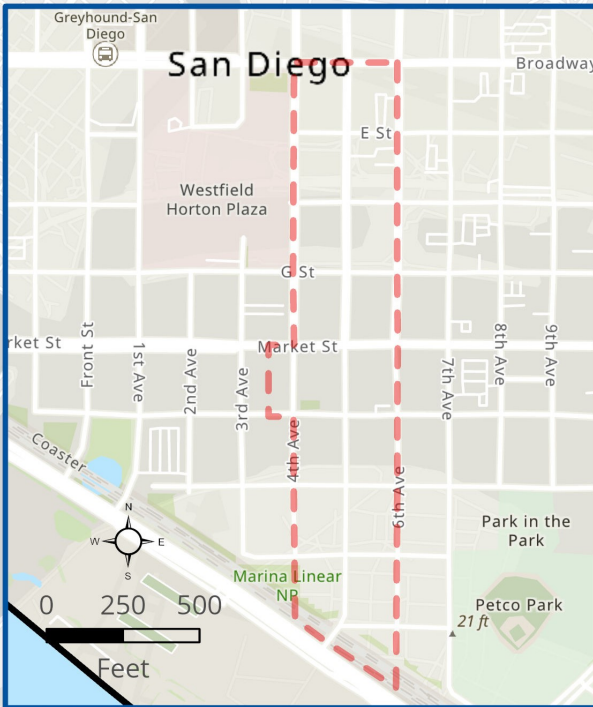 Greyhound-San
Diego
San Diego
Broadway
E St
Westfield
Horton Plaza
G St
rket St
Market St
Front St
1st Ave
2nd Ave
3rd Ave
4th Ave
6th Ave
7th Ave
8th Ave
9th Ave
Coaster
N
W
E
S
Park in the
Park
Marina Linear
NP
Petco Park
21 ft
0 250 500
Feet